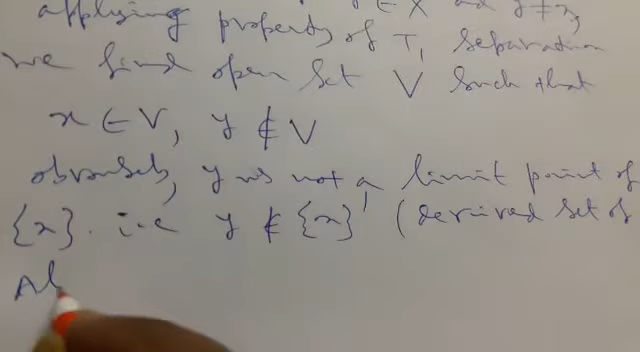 applying property of T₁ separation
we find open set V such that
x ∈ V, y ∉ V
obvously, y is not a limit point of
{x}. i.e y ∉ {x}' (derived set of
Al